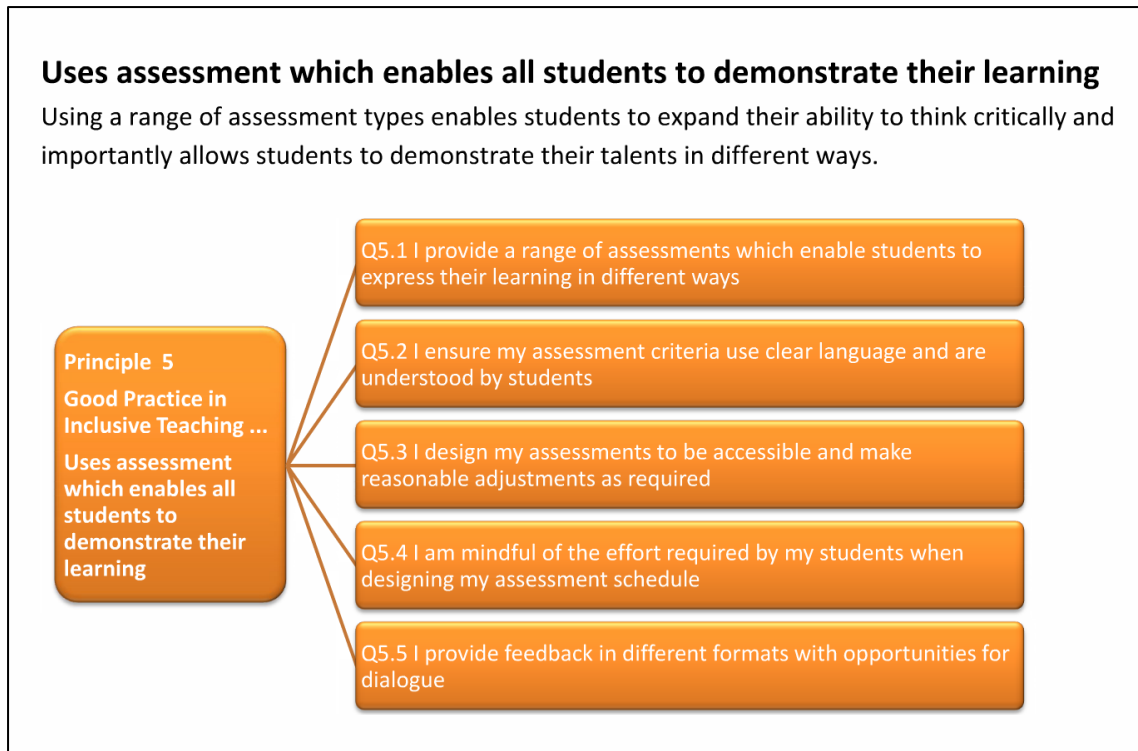 Uses assessment which enables all students to demonstrate their learning
Using a range of assessment types enables students to expand their ability to think critically and
importantly allows students to demonstrate their talents in different ways.
Principle 5
Good Practice in
Inclusive Teaching ...
Uses assessment
which enables all
students to
demonstrate their
learning
Q5.1 I provide a range of assessments which enable students to
express their learning in different ways
Q5.2 I ensure my assessment criteria use clear language and are
understood by students
Q5.3 I design my assessments to be accessible and make
reasonable adjustments as required
Q5.4 I am mindful of the effort required by my students when
designing my assessment schedule
Q5.5 I provide feedback in different formats with opportunities for
dialogue